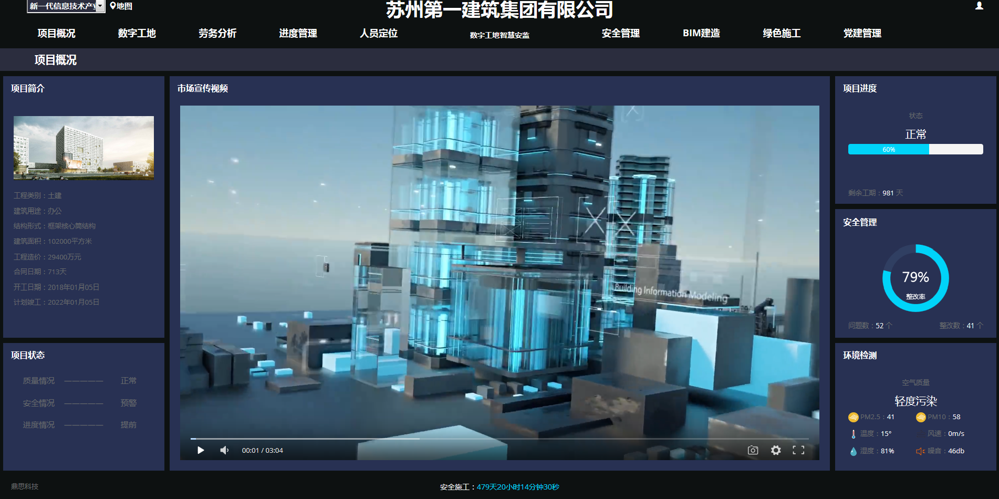 新一代信息技术产业
地图
苏州第一建筑集团有限公司
项目概况
数字工地
劳务分析
进度管理
人员定位
数字工地智慧安监
安全管理
BIM建造
绿色施工
党建管理
项目概况
项目简介
工程类别：土建
建筑用途：办公
结构形式：框架核心筒结构
建筑面积：102000平方米
工程造价：29400万元
合同日期：713天
开工日期：2018年01月05日
计划竣工：2022年01月05日
项目状态
质量情况 ————— 正常
安全情况 ————— 预警
进度情况 ————— 提前
市场宣传视频
Building Information Modeling
00:01 / 03:04
项目进度
状态
正常
60%
剩余工期：981 天
安全管理
79%
整改率
问题数：52 个
整改数：41 个
环境检测
空气质量
轻度污染
PM2.5：41
PM10：58
温度：15°
风速：0m/s
湿度：81%
噪音：46db
鼎思科技
安全施工：479天20小时14分钟30秒